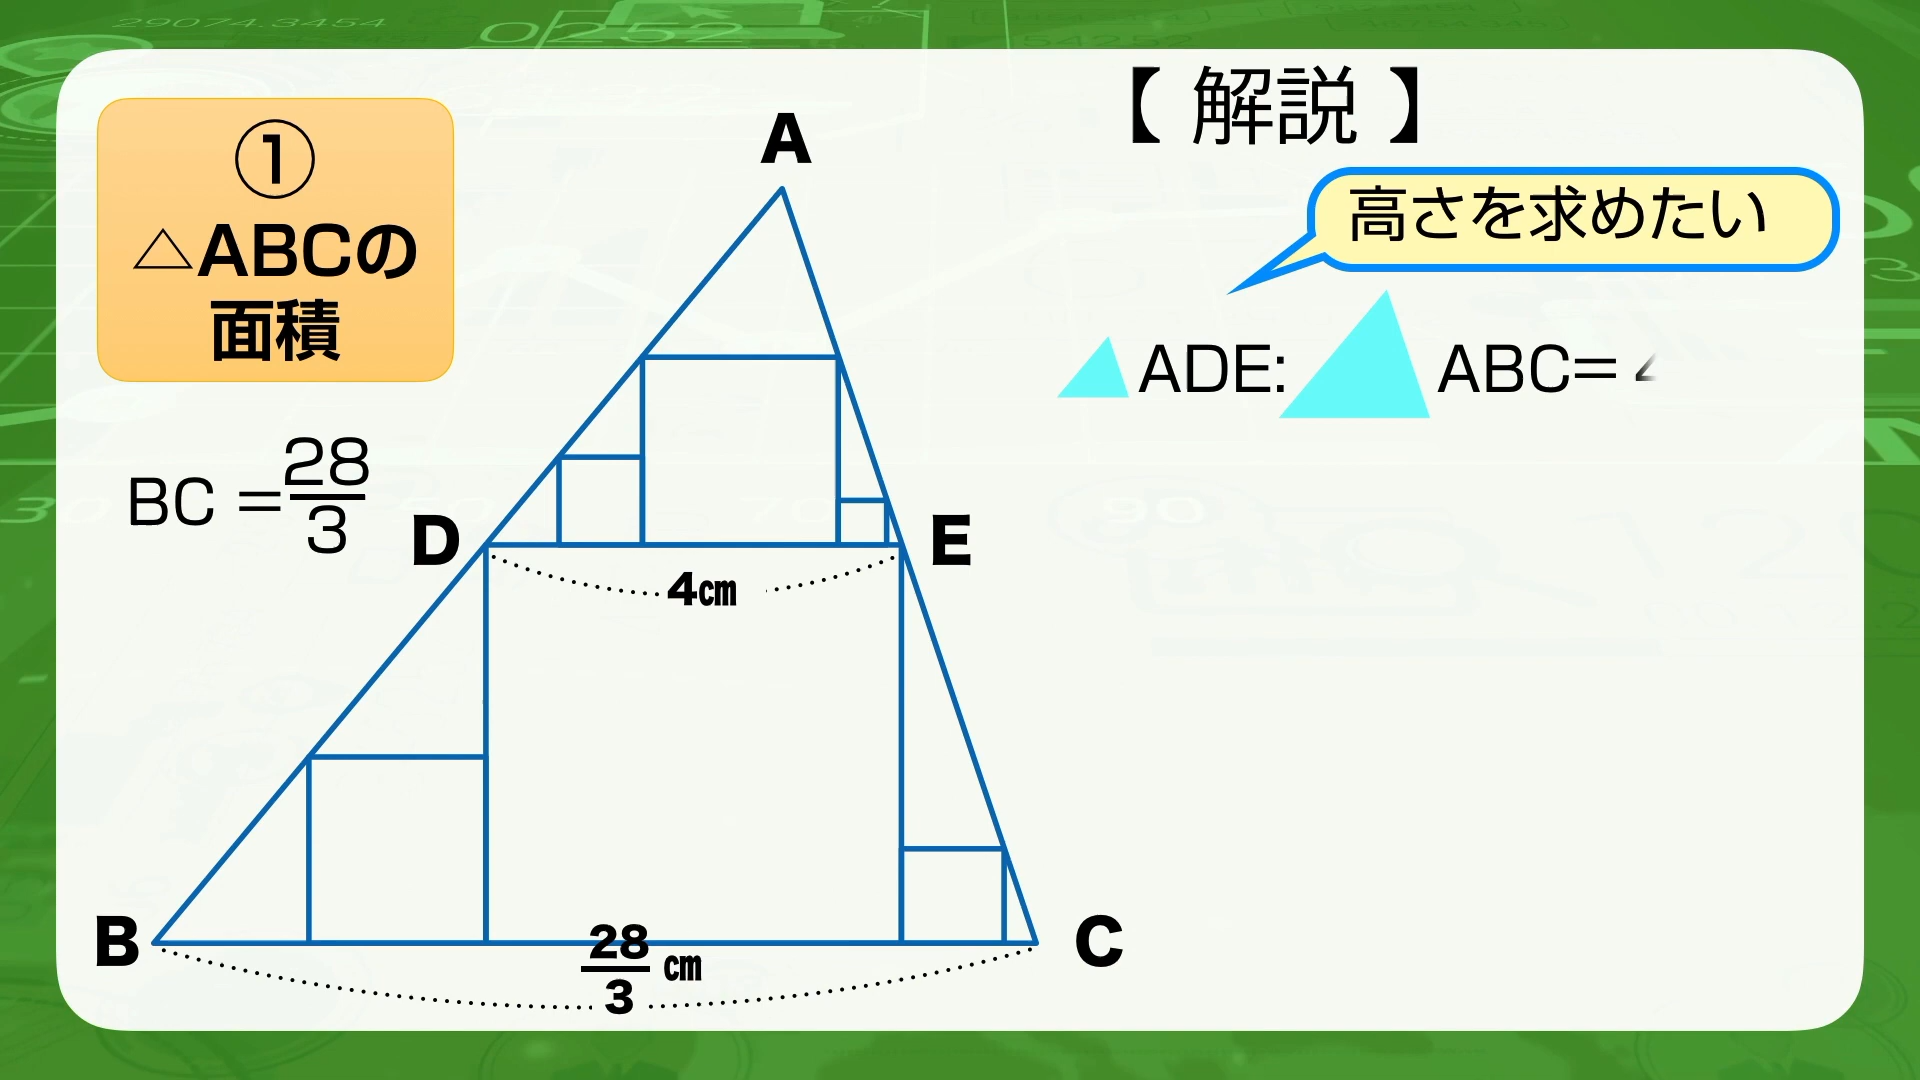 【 解説 】
①
△ABCの
面積
高さを求めたい
A
ADE: ABC=
BC = 28/3
D
E
4cm
B
C
28/3 cm